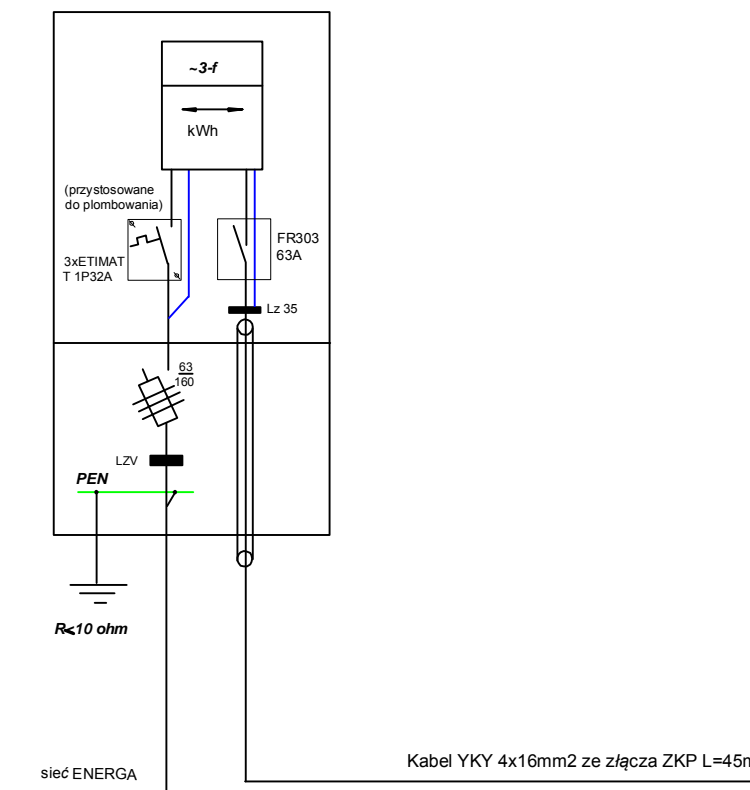 ~3-f
kWh
(przystosowane
do plombowania)
3xETIMAT
T 1P32A
FR303
63A
Lz 35
63
160
LZV
PEN
R<10 ohm
sieć ENERGA
Kabel YKY 4x16mm2 ze złącza ZKP L=45m